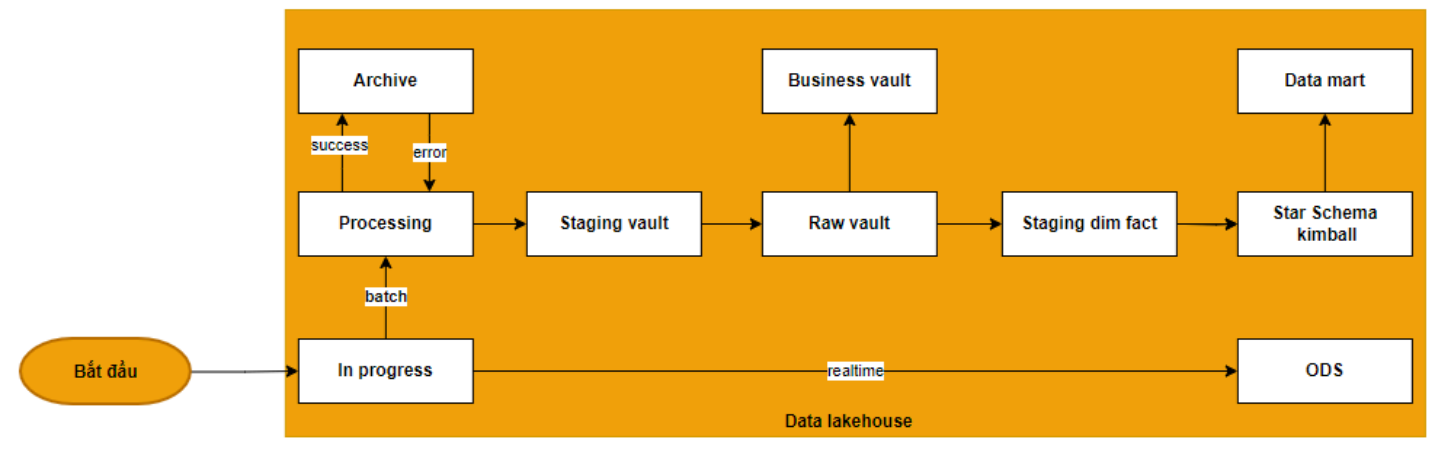 Archive
Business vault
Data mart
success
error
Processing
Staging vault
Raw vault
Staging dim fact
Star Schema
kimball
batch
Bắt đẩu
In progress
realtime
ODS
Data lakehouse